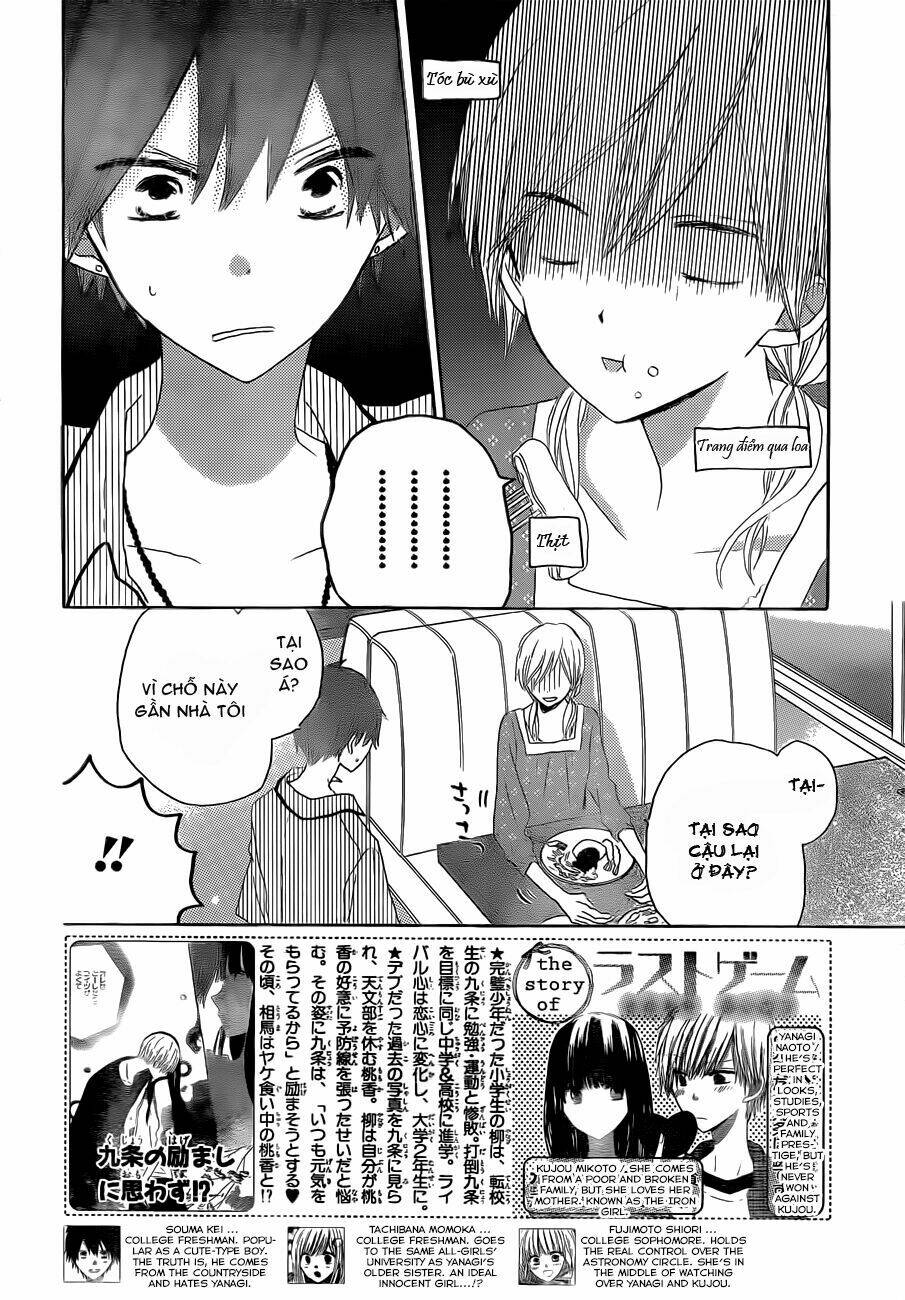 Tóc bù xù
Trang điểm qua loa
Thịt
TẠI-
TẠI SAO
CẬU LẠI
Ở ĐÂY?
TẠI
SAO
Á?
VÌ CHỖ NÀY
GẦN NHÀ TÔI
!!
ラストゲーム
the
story
of
YANAGI
NAOTO /
HE'S
PERFECT
IN
LOOKS,
STUDIES,
SPORTS
AND
FAMILY
PRES-
TIGE, BUT
HE'S
NEVER
WON
AGAINST
KUJOU.
KUJOU MIKOTO / SHE COMES
FROM A POOR AND BROKEN
FAMILY, BUT SHE LOVES HER
MOTHER. KNOWN AS THE IRON
GIRL.
★完璧少年だった小学生の柳は、転校
生の九条に勉強・運動と惨敗。打倒九条
を目標に同じ中学&高校に進学。ライ
バル心は恋心に変化し、大学2年生に。
★デブだった過去の写真を九条に見ら
れ、天文部を休む桃香。柳は自分が桃
香の好意に予防線を張ったせいだと悩
む。その姿に九条は、「いつも元気を
もらってるから」と励まそうとする♥
その頃、相馬はヤケ食い中の桃香と!?
九条の励まし
に思わず!?
SOUMA KEI ...
COLLEGE FRESHMAN. POPU-
LAR AS A CUTE-TYPE BOY.
THE TRUTH IS, HE COMES
FROM THE COUNTRYSIDE
AND HATES YANAGI.
TACHIBANA MOMOKA ...
COLLEGE FRESHMAN. GOES
TO THE SAME ALL-GIRLS'
UNIVERSITY AS YANAGI'S
OLDER SISTER. AN IDEAL
INNOCENT GIRL...!?
FUJIMOTO SHIORI ...
COLLEGE SOPHOMORE. HOLDS
THE REAL CONTROL OVER THE
ASTRONOMY CIRCLE. SHE'S IN
THE MIDDLE OF WATCHING
OVER YANAGI AND KUJOU.